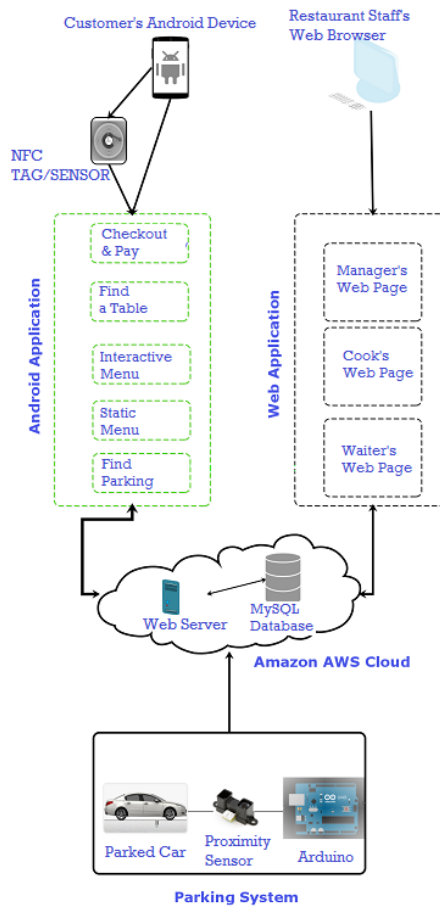 Customer's Android Device
Restaurant Staff's
Web Browser
NFC
TAG/SENSOR
Android Application
Checkout
& Pay
Find
a Table
Interactive
Menu
Static
Menu
Find
Parking
Web Application
Manager's
Web Page
Cook's
Web Page
Waiter's
Web Page
Web Server
MySQL
Database
Amazon AWS Cloud
Parked Car
Proximity
Sensor
Arduino
Parking System